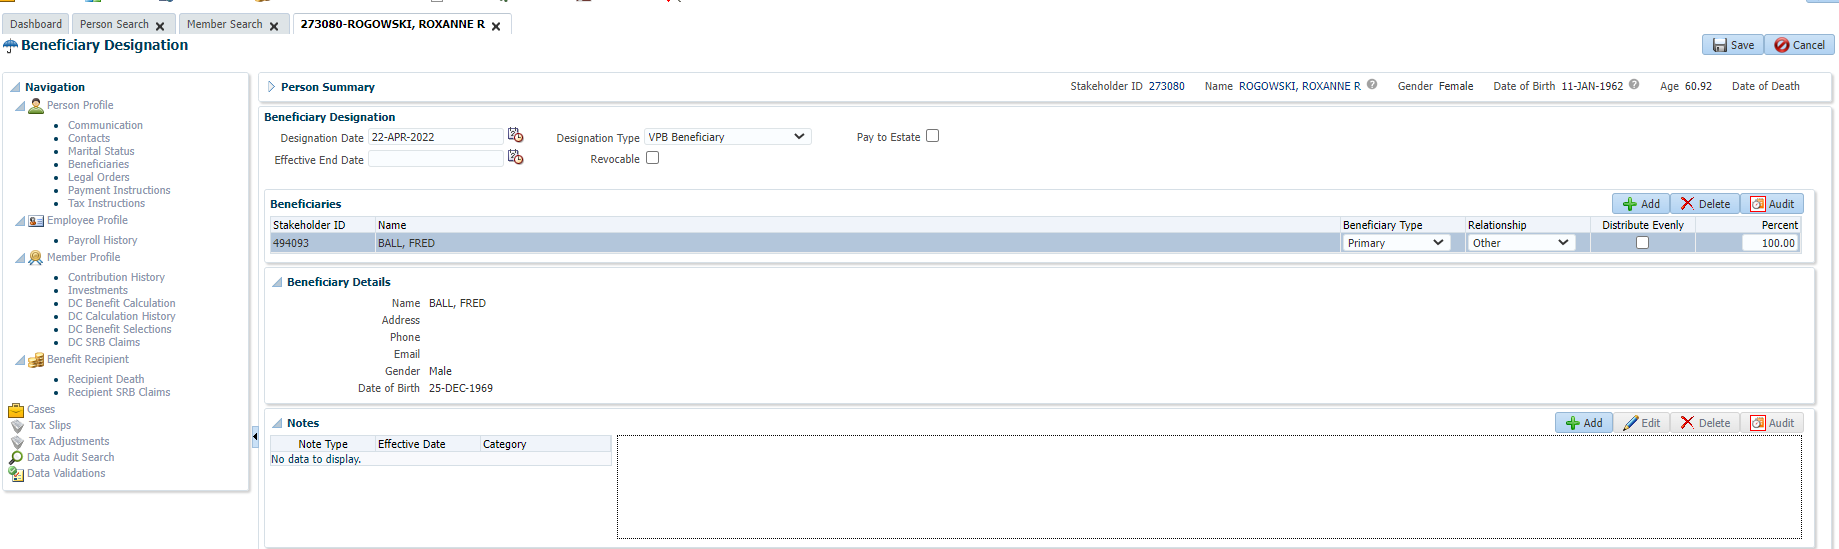 Dashboard Person Search Member Search 273080-ROGOWSKI, ROXANNE R
Beneficiary Designation Save Cancel
Navigation
Person Profile
Communication
Contacts
Marital Status
Beneficiaries
Legal Orders
Payment Instructions
Tax Instructions
Employee Profile
Payroll History
Member Profile
Contribution History
Investments
DC Benefit Calculation
DC Calculation History
DC Benefit Selections
DC SRB Claims
Benefit Recipient
Recipient Death
Recipient SRB Claims
Cases
Tax Slips
Tax Adjustments
Data Audit Search
Data Validations
Person Summary Stakeholder ID 273080 Name ROGOWSKI, ROXANNE R Gender Female Date of Birth 11-JAN-1962 Age 60.92 Date of Death
Beneficiary Designation
Designation Date 22-APR-2022 Designation Type VPB Beneficiary Pay to Estate
Effective End Date Revocable
Beneficiaries Add Delete Audit
Stakeholder ID Name Beneficiary Type Relationship Distribute Evenly Percent
494093 BALL, FRED Primary Other 100.00
Beneficiary Details
Name BALL, FRED
Address
Phone
Email
Gender Male
Date of Birth 25-DEC-1969
Notes Add Edit Delete Audit
Note Type Effective Date Category
No data to display.